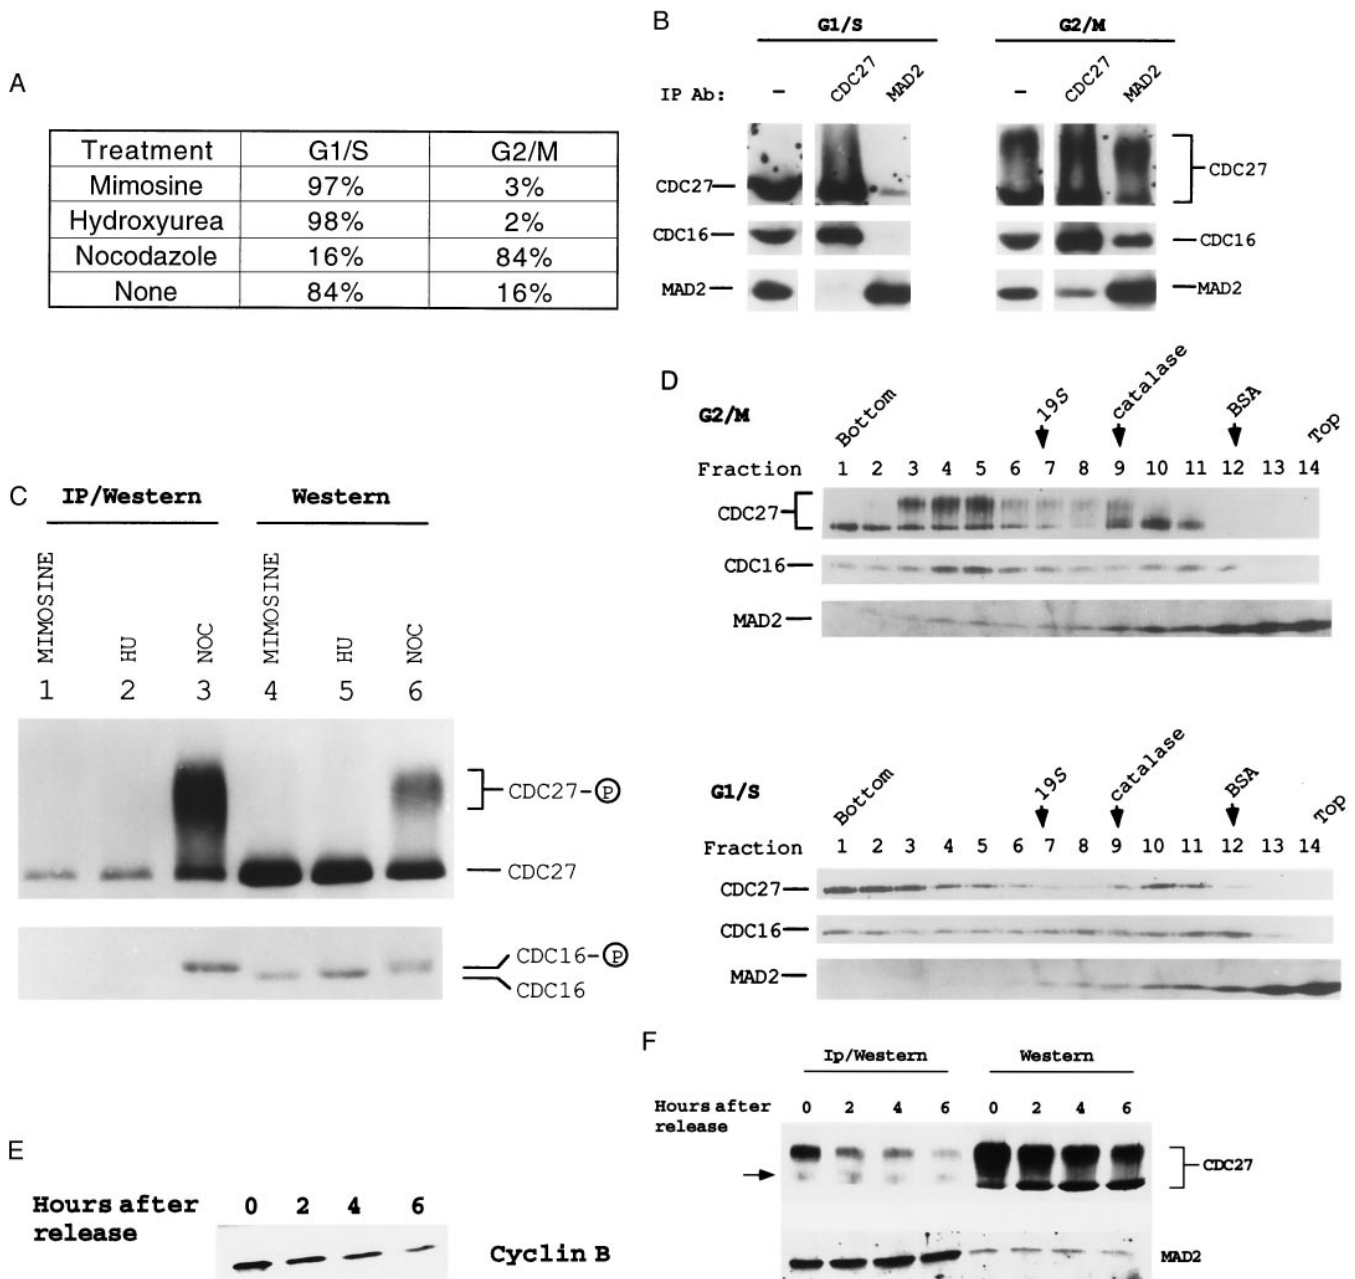 A
Treatment G1/S G2/M
Mimosine 97% 3%
Hydroxyurea 98% 2%
Nocodazole 16% 84%
None 84% 16%
B
G1/S G2/M
IP Ab: – CDC27 MAD2 – CDC27 MAD2
CDC27 CDC27
CDC16 CDC16
MAD2 MAD2
C
IP/Western Western
MIMOSINE HU NOC MIMOSINE HU NOC
1 2 3 4 5 6
CDC27-Ⓟ
CDC27
CDC16-Ⓟ
CDC16
D
G2/M
Bottom 19S catalase BSA Top
Fraction 1 2 3 4 5 6 7 8 9 10 11 12 13 14
CDC27
CDC16
MAD2
G1/S
Bottom 19S catalase BSA Top
Fraction 1 2 3 4 5 6 7 8 9 10 11 12 13 14
CDC27
CDC16
MAD2
E
Hours after release 0 2 4 6
Cyclin B
F
Ip/Western Western
Hours after release 0 2 4 6 0 2 4 6
CDC27
MAD2